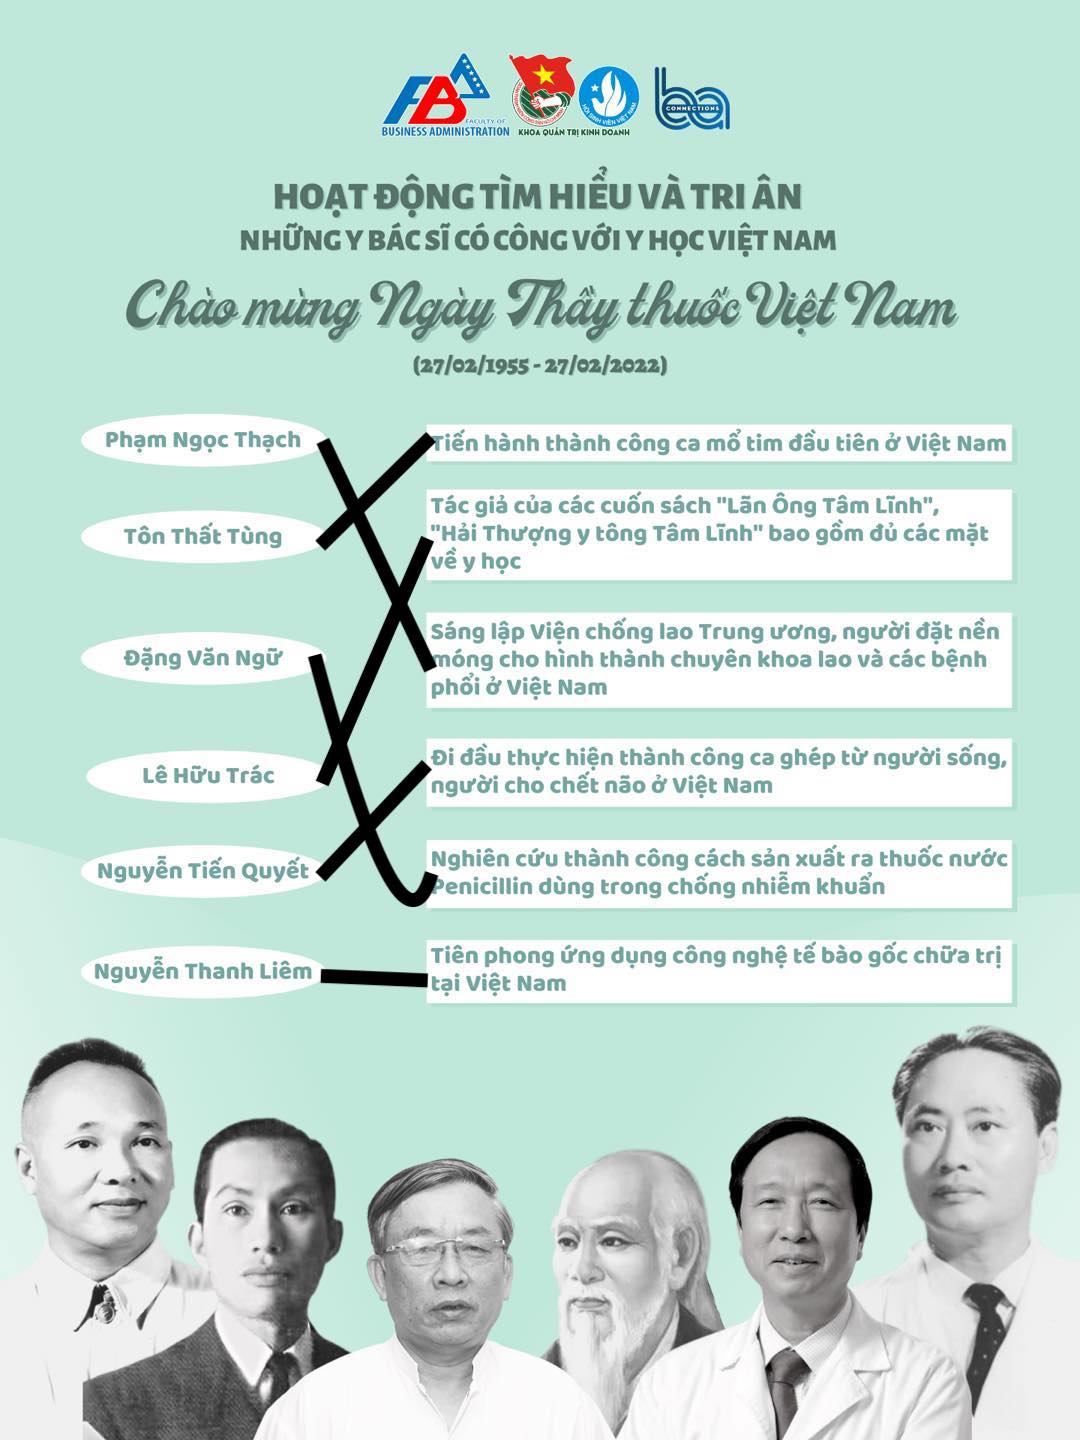 FBA
FACULTY OF
BUSINESS ADMINISTRATION
HỘI SINH VIÊN VIỆT NAM
KHOA QUẢN TRỊ KINH DOANH
ba
CONNECTIONS
HOẠT ĐỘNG TÌM HIỂU VÀ TRI ÂN
NHỮNG Y BÁC SĨ CÓ CÔNG VỚI Y HỌC VIỆT NAM
Chào mừng Ngày Thầy thuốc Việt Nam
(27/02/1955 - 27/02/2022)
Phạm Ngọc Thạch
Tiến hành thành công ca mổ tim đầu tiên ở Việt Nam
Tôn Thất Tùng
Tác giả của các cuốn sách "Lãn Ông Tâm Lĩnh",
"Hải Thượng y tông Tâm Lĩnh" bao gồm đủ các mặt
về y học
Đặng Văn Ngữ
Sáng lập Viện chống lao Trung ương, người đặt nền
móng cho hình thành chuyên khoa lao và các bệnh
phổi ở Việt Nam
Lê Hữu Trác
Đi đầu thực hiện thành công ca ghép từ người sống,
người cho chết não ở Việt Nam
Nguyễn Tiến Quyết
Nghiên cứu thành công cách sản xuất ra thuốc nước
Penicillin dùng trong chống nhiễm khuẩn
Nguyễn Thanh Liêm
Tiên phong ứng dụng công nghệ tế bào gốc chữa trị
tại Việt Nam